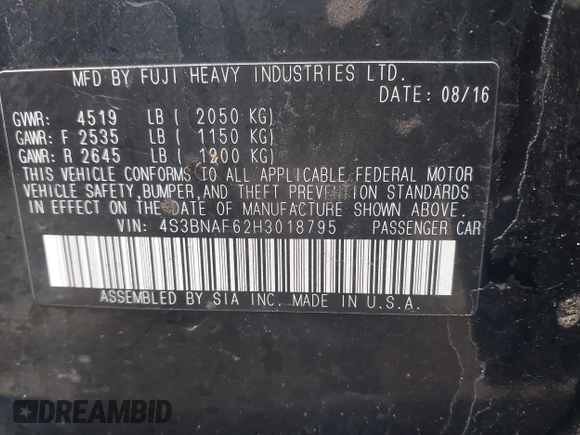 MFD BY FUJI HEAVY INDUSTRIES LTD.
DATE: 08/16
GVWR: 4519 LB ( 2050 KG)
GAWR: F 2535 LB ( 1150 KG)
GAWR: R 2645 LB ( 1200 KG)
THIS VEHICLE CONFORMS TO ALL APPLICABLE FEDERAL MOTOR
VEHICLE SAFETY,BUMPER,AND THEFT PREVENTION STANDARDS
IN EFFECT ON THE DATE OF MANUFACTURE SHOWN ABOVE.
VIN: 4S3BNAF62H3018795 PASSENGER CAR
ASSEMBLED BY SIA INC. MADE IN U.S.A.
DREAMBID